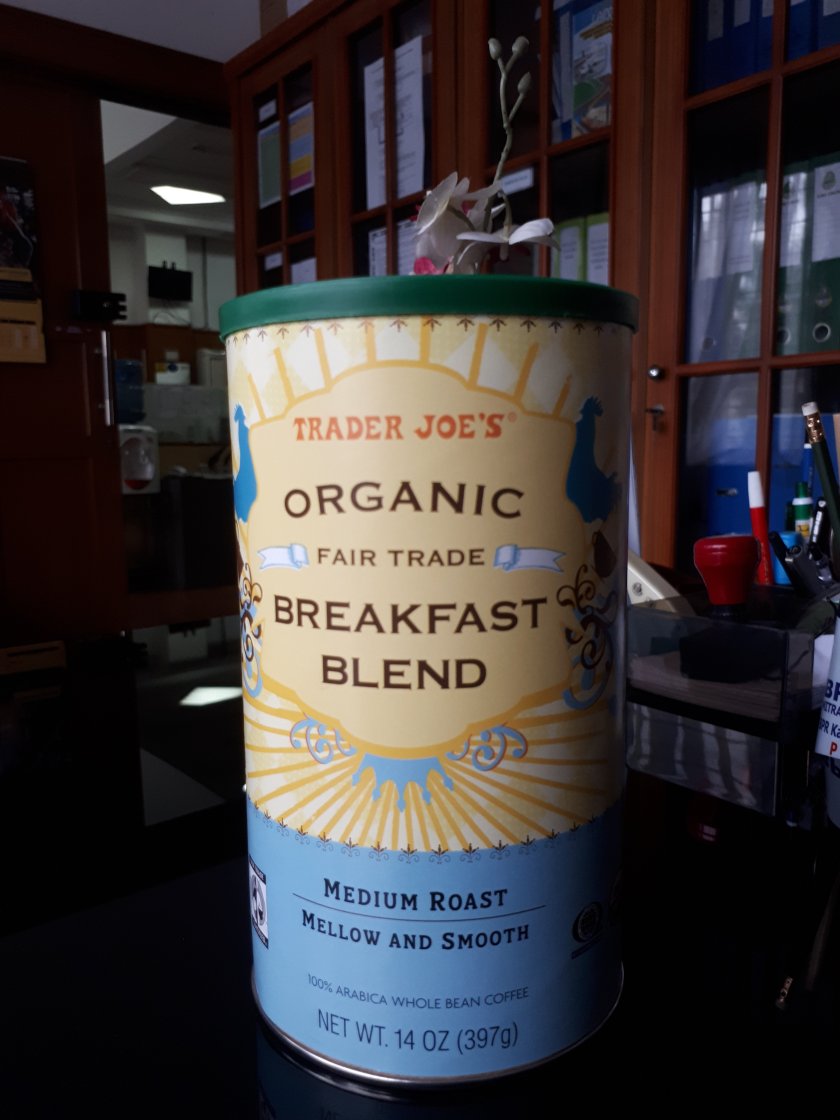 TRADER JOE'S®
ORGANIC
FAIR TRADE
BREAKFAST
BLEND
MEDIUM ROAST
MELLOW AND SMOOTH
100% ARABICA WHOLE BEAN COFFEE
NET WT. 14 OZ (397g)